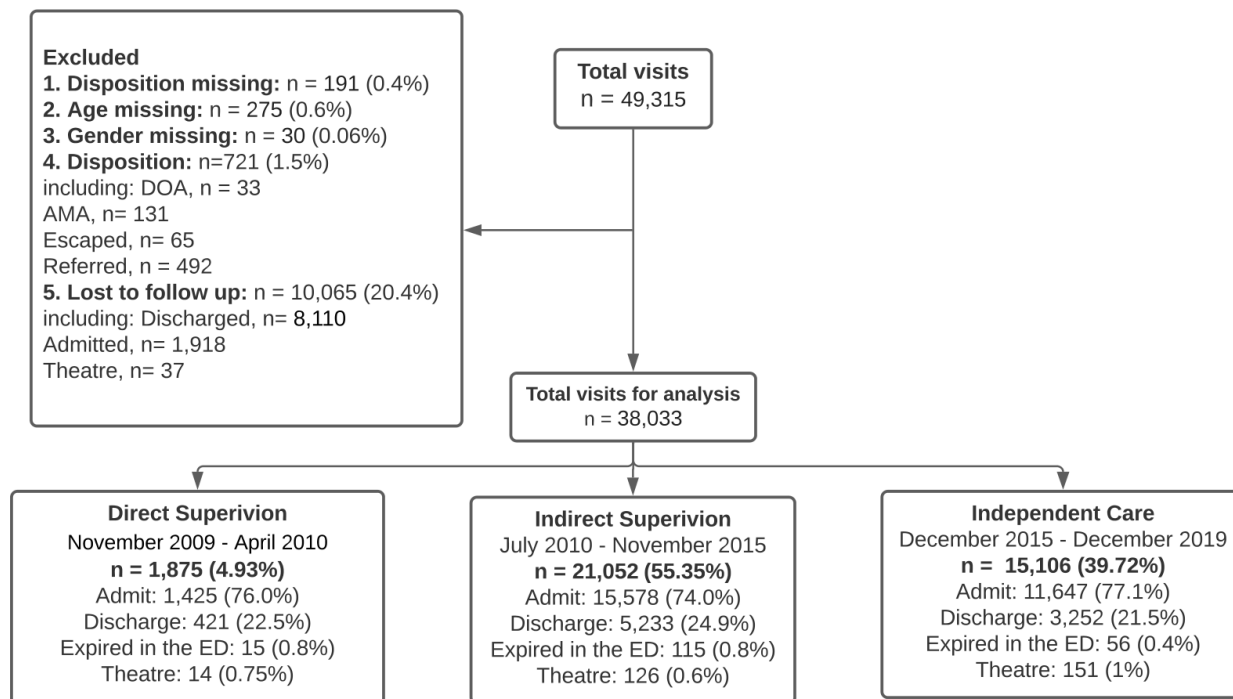 Excluded
1. Disposition missing: n = 191 (0.4%)
2. Age missing: n = 275 (0.6%)
3. Gender missing: n = 30 (0.06%)
4. Disposition: n=721 (1.5%)
including: DOA, n = 33
AMA, n= 131
Escaped, n= 65
Referred, n = 492
5. Lost to follow up: n = 10,065 (20.4%)
including: Discharged, n= 8,110
Admitted, n = 1,918
Theatre, n = 37
Total visits
n = 49,315
Total visits for analysis
n = 38,033
Direct Superivion
November 2009 - April 2010
n = 1,875 (4.93%)
Admit: 1,425 (76.0%)
Discharge: 421 (22.5%)
Expired in the ED: 15 (0.8%)
Theatre: 14 (0.75%)
Indirect Superivion
July 2010 - November 2015
n = 21,052 (55.35%)
Admit: 15,578 (74.0%)
Discharge: 5,233 (24.9%)
Expired in the ED: 115 (0.8%)
Theatre: 126 (0.6%)
Independent Care
December 2015 - December 2019
n = 15,106 (39.72%)
Admit: 11,647 (77.1%)
Discharge: 3,252 (21.5%)
Expired in the ED: 56 (0.4%)
Theatre: 151 (1%)